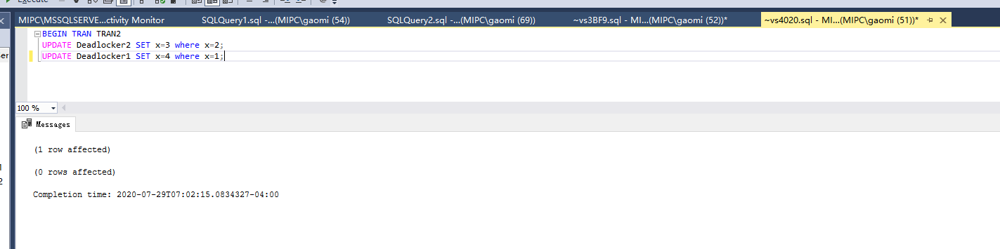 Execute
MIPC\MSSQLSERVE...ctivity Monitor
SQLQuery1.sql -...(MIPC\gaomi (54))
SQLQuery2.sql -...(MIPC\gaomi (69))
~vs3BF9.sql - MI...(MIPC\gaomi (52))*
~vs4020.sql - MI...(MIPC\gaomi (51))*
BEGIN TRAN TRAN2
UPDATE Deadlocker2 SET x=3 where x=2;
UPDATE Deadlocker1 SET x=4 where x=1;
100 %
Messages
(1 row affected)
(0 rows affected)
Completion time: 2020-07-29T07:02:15.0834327-04:00